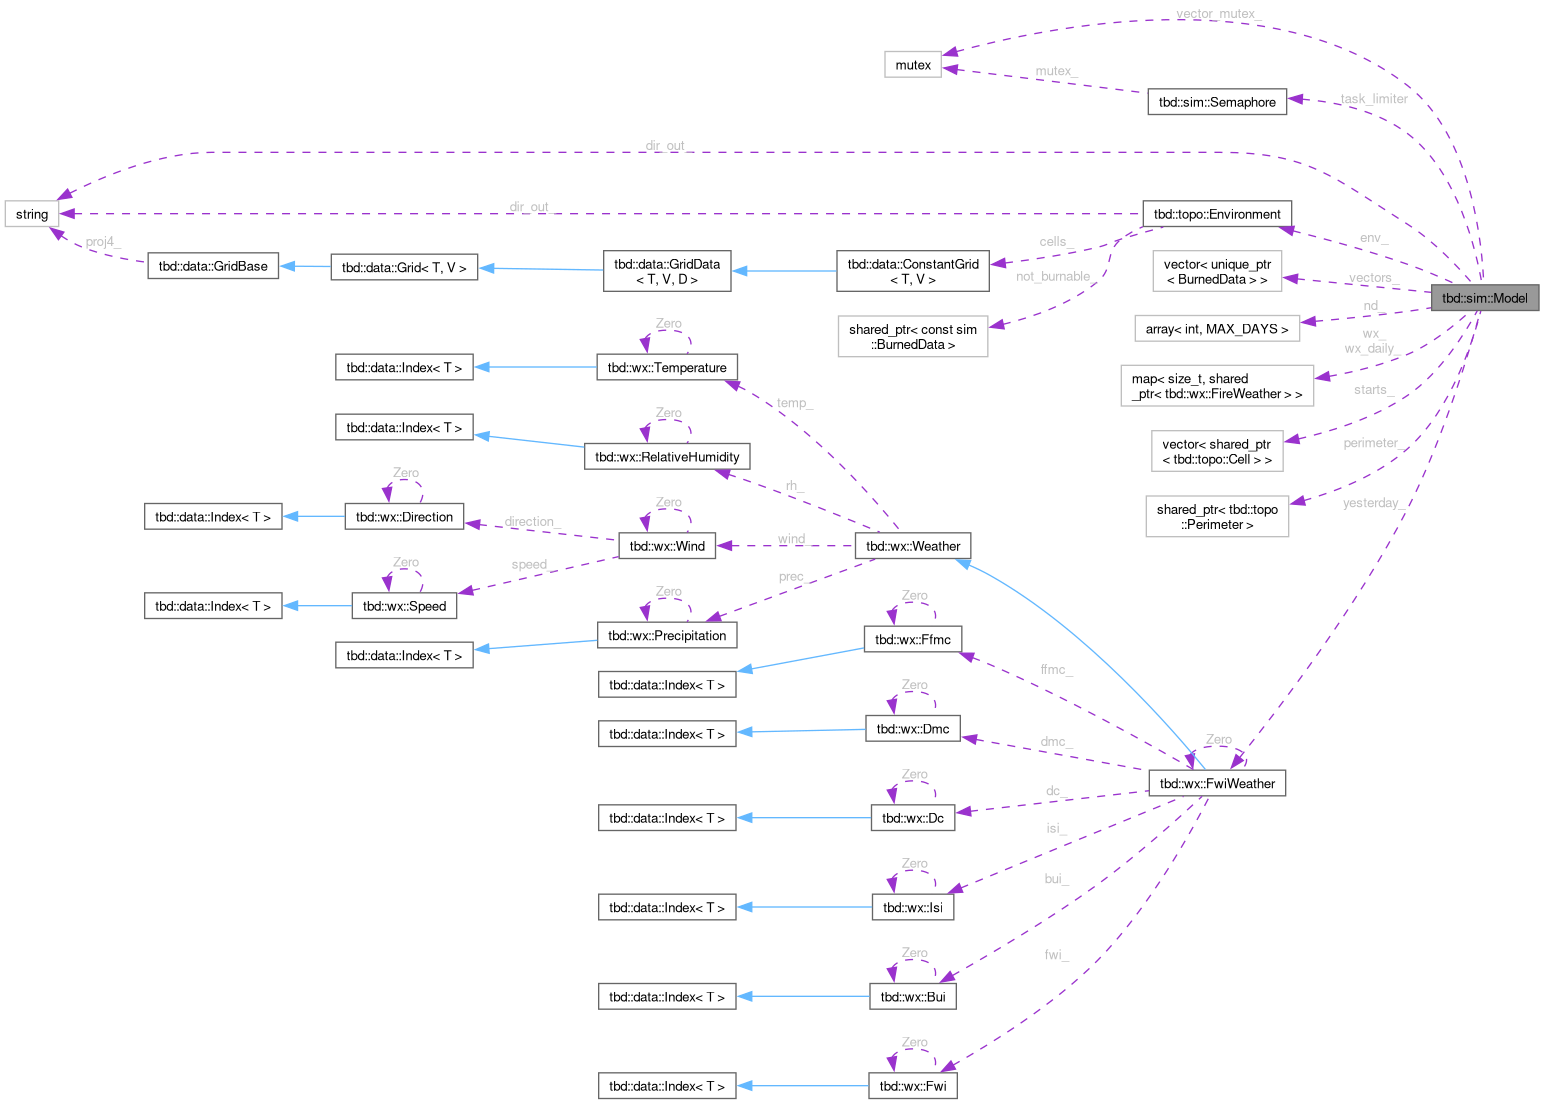 vector_mutex_
mutex
mutex_
tbd::sim::Semaphore
task_limiter
dir_out_
string
dir_out_
tbd::topo::Environment
proj4_
cells_
env_
tbd::data::GridBase
tbd::data::Grid< T, V >
tbd::data::GridData
< T, V, D >
tbd::data::ConstantGrid
< T, V >
not_burnable
vector< unique_ptr
< BurnedData > >
vectors_
tbd::sim::Model
nd_
array< int, MAX_DAYS >
shared_ptr< const sim
::BurnedData >
Zero
wx_
wx_daily_
tbd::data::Index< T >
tbd::wx::Temperature
map< size_t, shared
_ptr< tbd::wx::FireWeather > >
temp_
starts_
Zero
tbd::data::Index< T >
tbd::wx::RelativeHumidity
vector< shared_ptr
< tbd::topo::Cell > >
perimeter_
Zero
rh_
Zero
yesterday_
tbd::data::Index< T >
tbd::wx::Direction
direction_
shared_ptr< tbd::topo
::Perimeter >
tbd::wx::Wind
wind_
tbd::wx::Weather
Zero
speed_
prec_
tbd::data::Index< T >
tbd::wx::Speed
Zero
Zero
tbd::wx::Precipitation
tbd::wx::Ffmc
tbd::data::Index< T >
ffmc_
tbd::data::Index< T >
Zero
tbd::data::Index< T >
tbd::wx::Dmc
dmc_
Zero
Zero
tbd::wx::FwiWeather
dc_
tbd::data::Index< T >
tbd::wx::Dc
isi_
Zero
bui_
tbd::data::Index< T >
tbd::wx::Isi
Zero
fwi_
tbd::data::Index< T >
tbd::wx::Bui
Zero
tbd::data::Index< T >
tbd::wx::Fwi